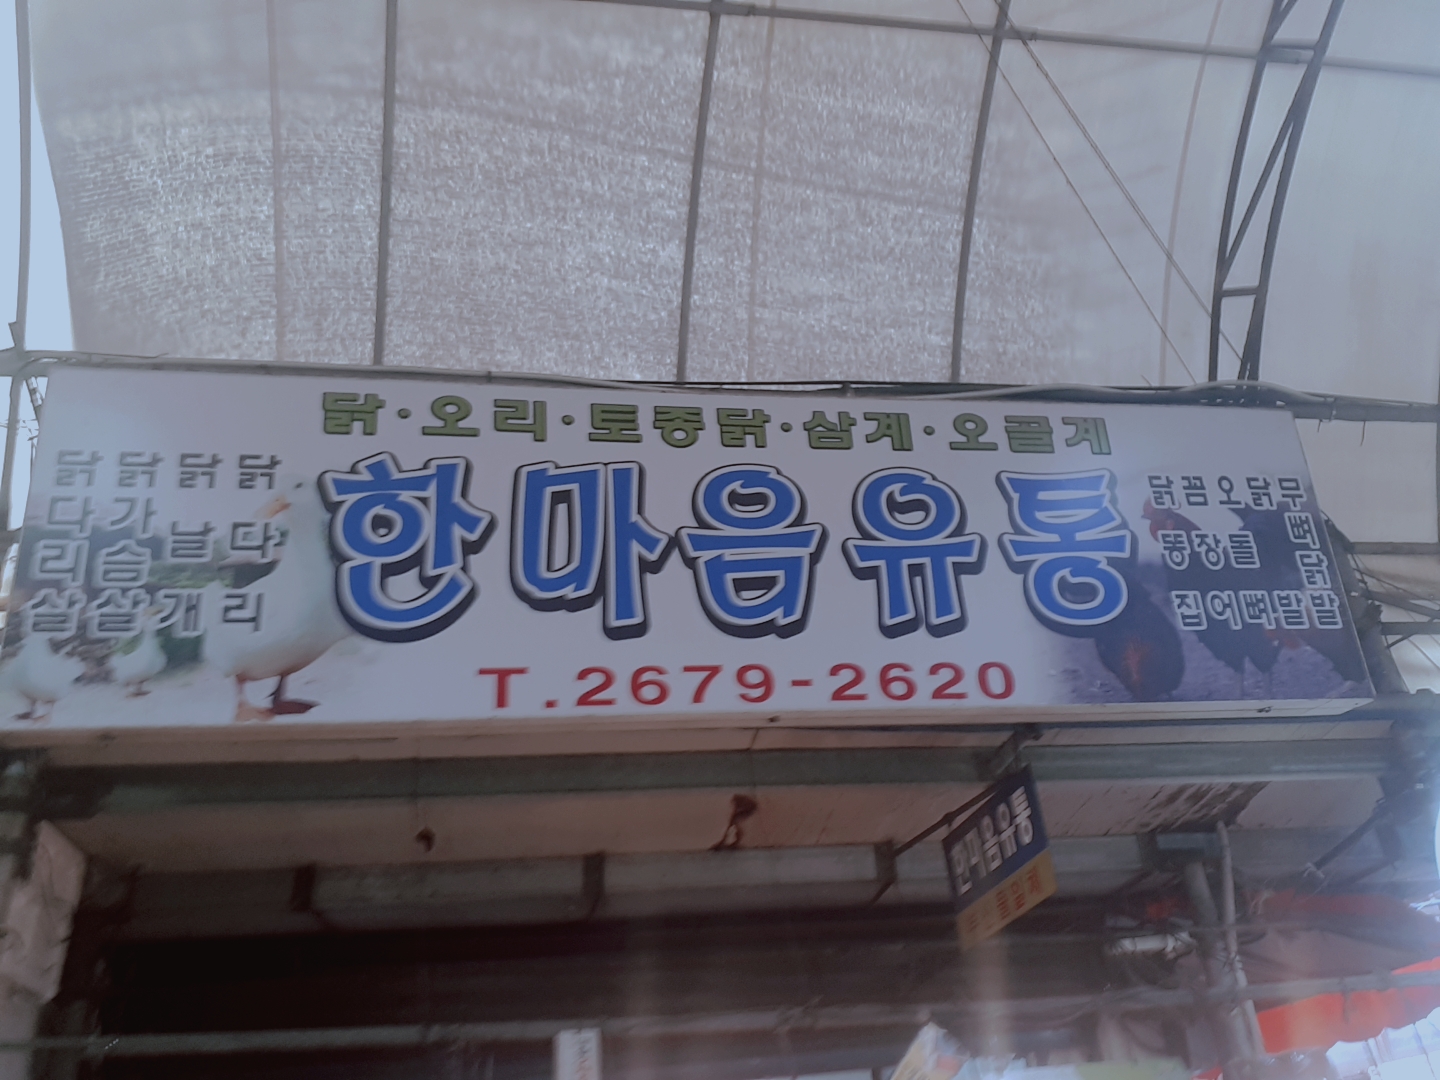 닭·오리·토종닭·삼계·오골계
닭다리살
닭가슴살
닭날개
닭다리
한마음유통
닭똥집
꼼장어
오돌뼈
닭발
무뼈닭발
T.2679-2620
한마음유통